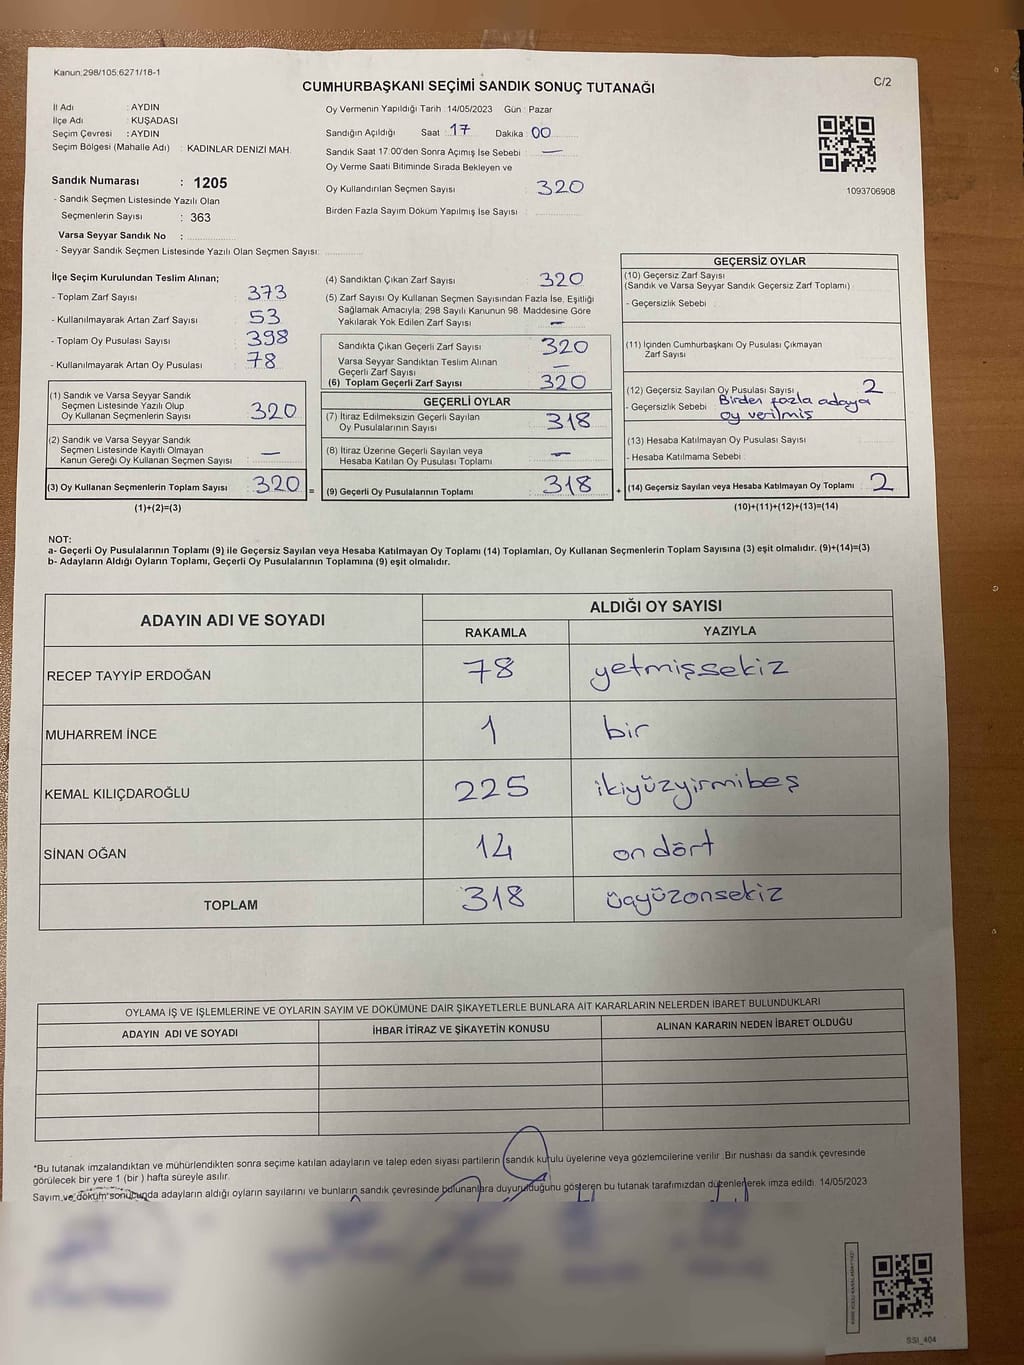 Kanun:298/105:6271/18-1
CUMHURBAŞKANI SEÇİMİ SANDIK SONUÇ TUTANAĞI
C/2
İl Adı : AYDIN
İlçe Adı : KUŞADASI
Seçim Çevresi : AYDIN
Seçim Bölgesi (Mahalle Adı) : KADINLAR DENİZİ MAH.
Sandık Numarası : 1205
- Sandık Seçmen Listesinde Yazılı Olan
Seçmenlerin Sayısı : 363
Varsa Seyyar Sandık No :
- Seyyar Sandık Seçmen Listesinde Yazılı Olan Seçmen Sayısı:
Oy Vermenin Yapıldığı Tarih : 14/05/2023 Gün : Pazar
Sandığın Açıldığı Saat : 17 Dakika : 00
Sandık Saat 17:00'den Sonra Açımış İse Sebebi : —
Oy Verme Saati Bitiminde Sırada Bekleyen ve
Oy Kullandırılan Seçmen Sayısı : 320
Birden Fazla Sayım Döküm Yapılmış İse Sayısı :
1093706908
İlçe Seçim Kurulundan Teslim Alınan;
- Toplam Zarf Sayısı : 373
- Kullanılmayarak Artan Zarf Sayısı : 53
- Toplam Oy Pusulası Sayısı : 398
- Kullanılmayarak Artan Oy Pusulası : 78
(1) Sandık ve Varsa Seyyar Sandık
Seçmen Listesinde Yazılı Olup
Oy Kullanan Seçmenlerin Sayısı : 320
(2) Sandık ve Varsa Seyyar Sandık
Seçmen Listesinde Kayıtlı Olmayan
Kanun Gereği Oy Kullanan Seçmen Sayısı : —
(3) Oy Kullanan Seçmenlerin Toplam Sayısı : 320 =
(1)+(2)=(3)
(4) Sandıktan Çıkan Zarf Sayısı : 320
(5) Zarf Sayısı Oy Kullanan Seçmen Sayısından Fazla İse, Eşitliği
Sağlamak Amacıyla; 298 Sayılı Kanunun 98. Maddesine Göre
Yakılarak Yok Edilen Zarf Sayısı : —
Sandıkta Çıkan Geçerli Zarf Sayısı : 320
Varsa Seyyar Sandıktan Teslim Alınan
Geçerli Zarf Sayısı : —
(6) Toplam Geçerli Zarf Sayısı : 320
GEÇERLİ OYLAR
(7) İtiraz Edilmeksizin Geçerli Sayılan
Oy Pusulalarının Sayısı : 318
(8) İtiraz Üzerine Geçerli Sayılan veya
Hesaba Katılan Oy Pusulası Toplamı : —
(9) Geçerli Oy Pusulalarının Toplamı : 318 +
GEÇERSİZ OYLAR
(10) Geçersiz Zarf Sayısı
(Sandık ve Varsa Seyyar Sandık Geçersiz Zarf Toplamı) :
- Geçersizlik Sebebi :
(11) İçinden Cumhurbaşkanı Oy Pusulası Çıkmayan
Zarf Sayısı
(12) Geçersiz Sayılan Oy Pusulası Sayısı : 2
- Geçersizlik Sebebi : Birden fazla adaya
oy verilmiş
(13) Hesaba Katılmayan Oy Pusulası Sayısı
- Hesaba Katılmama Sebebi :
(14) Geçersiz Sayılan veya Hesaba Katılmayan Oy Toplamı : 2
(10)+(11)+(12)+(13)=(14)
NOT:
a- Geçerli Oy Pusulalarının Toplamı (9) ile Geçersiz Sayılan veya Hesaba Katılmayan Oy Toplamı (14) Toplamları, Oy Kullanan Seçmenlerin Toplam Sayısına (3) eşit olmalıdır. (9)+(14)=(3)
b- Adayların Aldığı Oyların Toplamı, Geçerli Oy Pusulalarının Toplamına (9) eşit olmalıdır.
ADAYIN ADI VE SOYADI
ALDIĞI OY SAYISI
RAKAMLA YAZIYLA
RECEP TAYYİP ERDOĞAN 78 yetmişsekiz
MUHARREM İNCE 1 bir
KEMAL KILIÇDAROĞLU 225 ikiyüzyirmibeş
SİNAN OĞAN 14 on dört
TOPLAM 318 üçyüzonsekiz
OYLAMA İŞ VE İŞLEMLERİNE VE OYLARIN SAYIM VE DÖKÜMÜNE DAİR ŞİKAYETLERLE BUNLARA AİT KARARLARIN NELERDEN İBARET BULUNDUKLARI
ADAYIN ADI VE SOYADI İHBAR İTİRAZ VE ŞİKAYETİN KONUSU ALINAN KARARIN NEDEN İBARET OLDUĞU
*Bu tutanak imzalandıktan ve mühürlendikten sonra seçime katılan adayların ve talep eden siyasi partilerin sandık kurulu üyelerine veya gözlemcilerine verilir. Bir nushası da sandık çevresinde
görülecek bir yere 1 (bir ) hafta süreyle asılır.
Sayım ve döküm sonucunda adayların aldığı oyların sayılarını ve bunların sandık çevresinde bulunanlara duyurulduğunu gösteren bu tutanak tarafımızdan düzenlenerek imza edildi. 14/05/2023
SSI_404